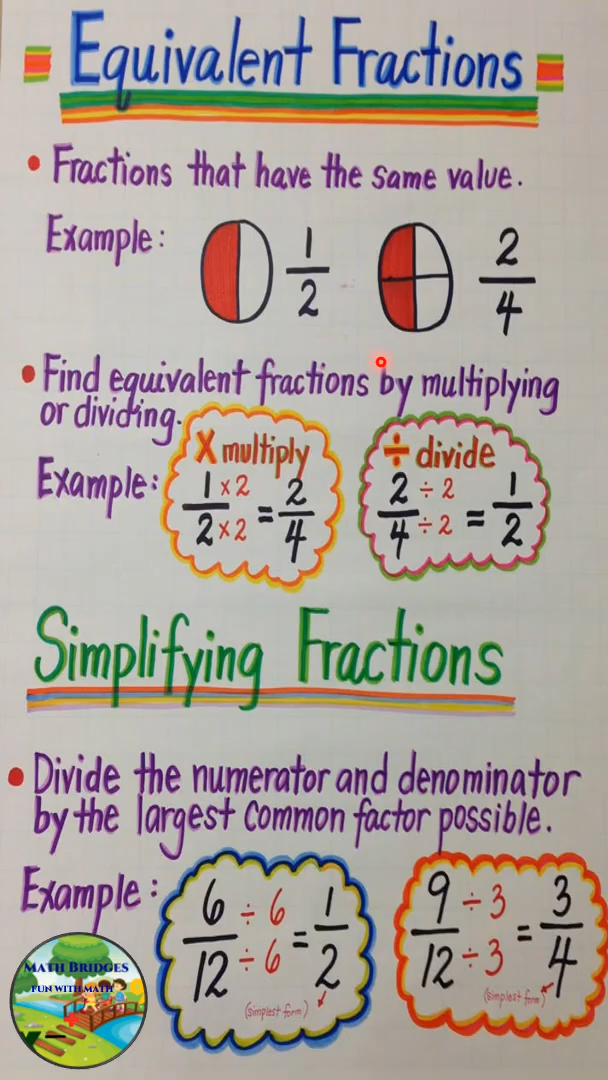 Equivalent Fractions
• Fractions that have the same value.
Example: 1/2 2/4
• Find equivalent fractions by multiplying
or dividing.
Example:
x multiply
1 x 2 / 2 x 2 = 2/4
÷ divide
2 ÷ 2 / 4 ÷ 2 = 1/2
Simplifying Fractions
• Divide the numerator and denominator
by the largest common factor possible.
Example:
6 ÷ 6 / 12 ÷ 6 = 1/2
(simplest form)
9 ÷ 3 / 12 ÷ 3 = 3/4
(simplest form)
MATH BRIDGES
FUN WITH MATH